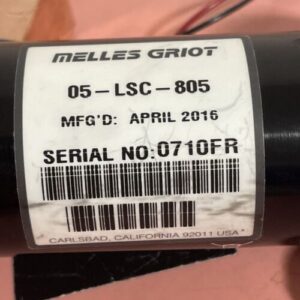 MELLES GRIOT
05-LSC-805
MFG'D: APRIL 2016
SERIAL NO:0710FR
CARLSBAD, CALIFORNIA 92011 USA